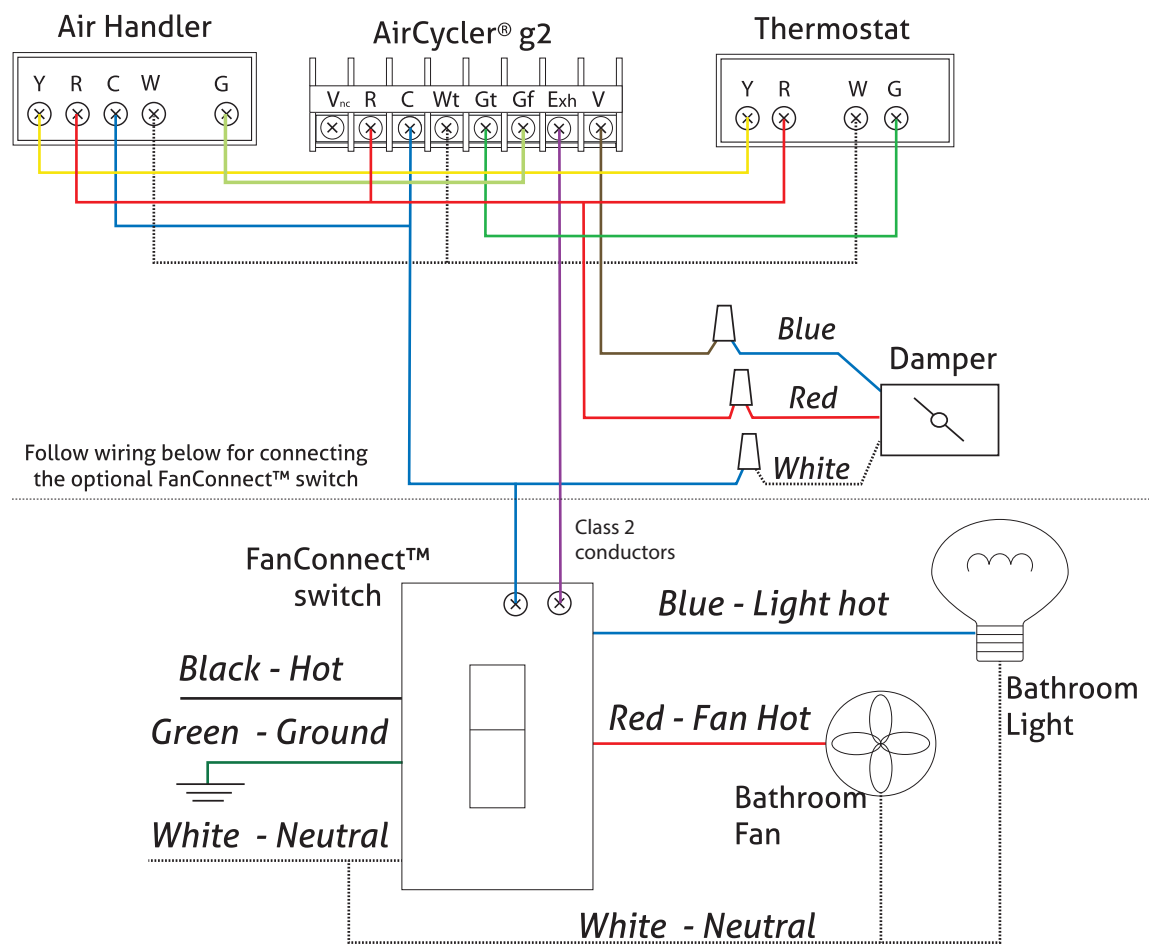 Air Handler
AirCycler® g2
Thermostat
Y R C W G
Vnc R C Wt Gt Gf Exh V
Y R W G
Blue
Damper
Red
White
Follow wiring below for connecting
the optional FanConnect™ switch
Class 2
conductors
FanConnect™
switch
Blue - Light hot
Black - Hot
Bathroom
Light
Green - Ground
Red - Fan Hot
Bathroom
Fan
White - Neutral
White - Neutral